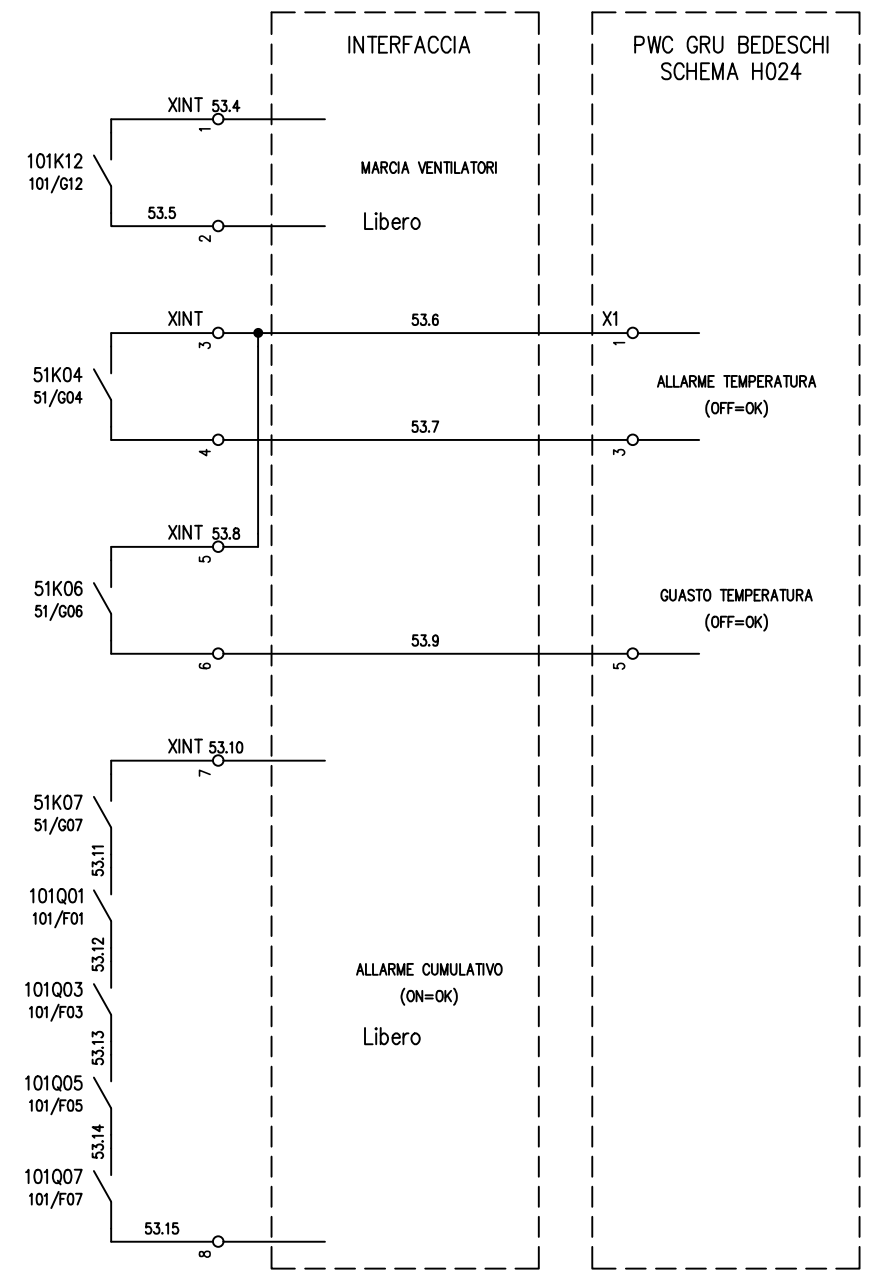 INTERFACCIA
PWC GRU BEDESCHI
SCHEMA H024
XINT 53.4
1
101K12
101/G12
MARCIA VENTILATORI
53.5
2
Libero
XINT
3
53.6
X1
1
51K04
51/G04
ALLARME TEMPERATURA
(OFF=OK)
4
53.7
3
XINT 53.8
5
51K06
51/G06
GUASTO TEMPERATURA
(OFF=OK)
6
53.9
5
XINT 53.10
7
51K07
51/G07
53.11
101Q01
101/F01
53.12
ALLARME CUMULATIVO
(ON=OK)
101Q03
101/F03
53.13
Libero
101Q05
101/F05
53.14
101Q07
101/F07
53.15
8